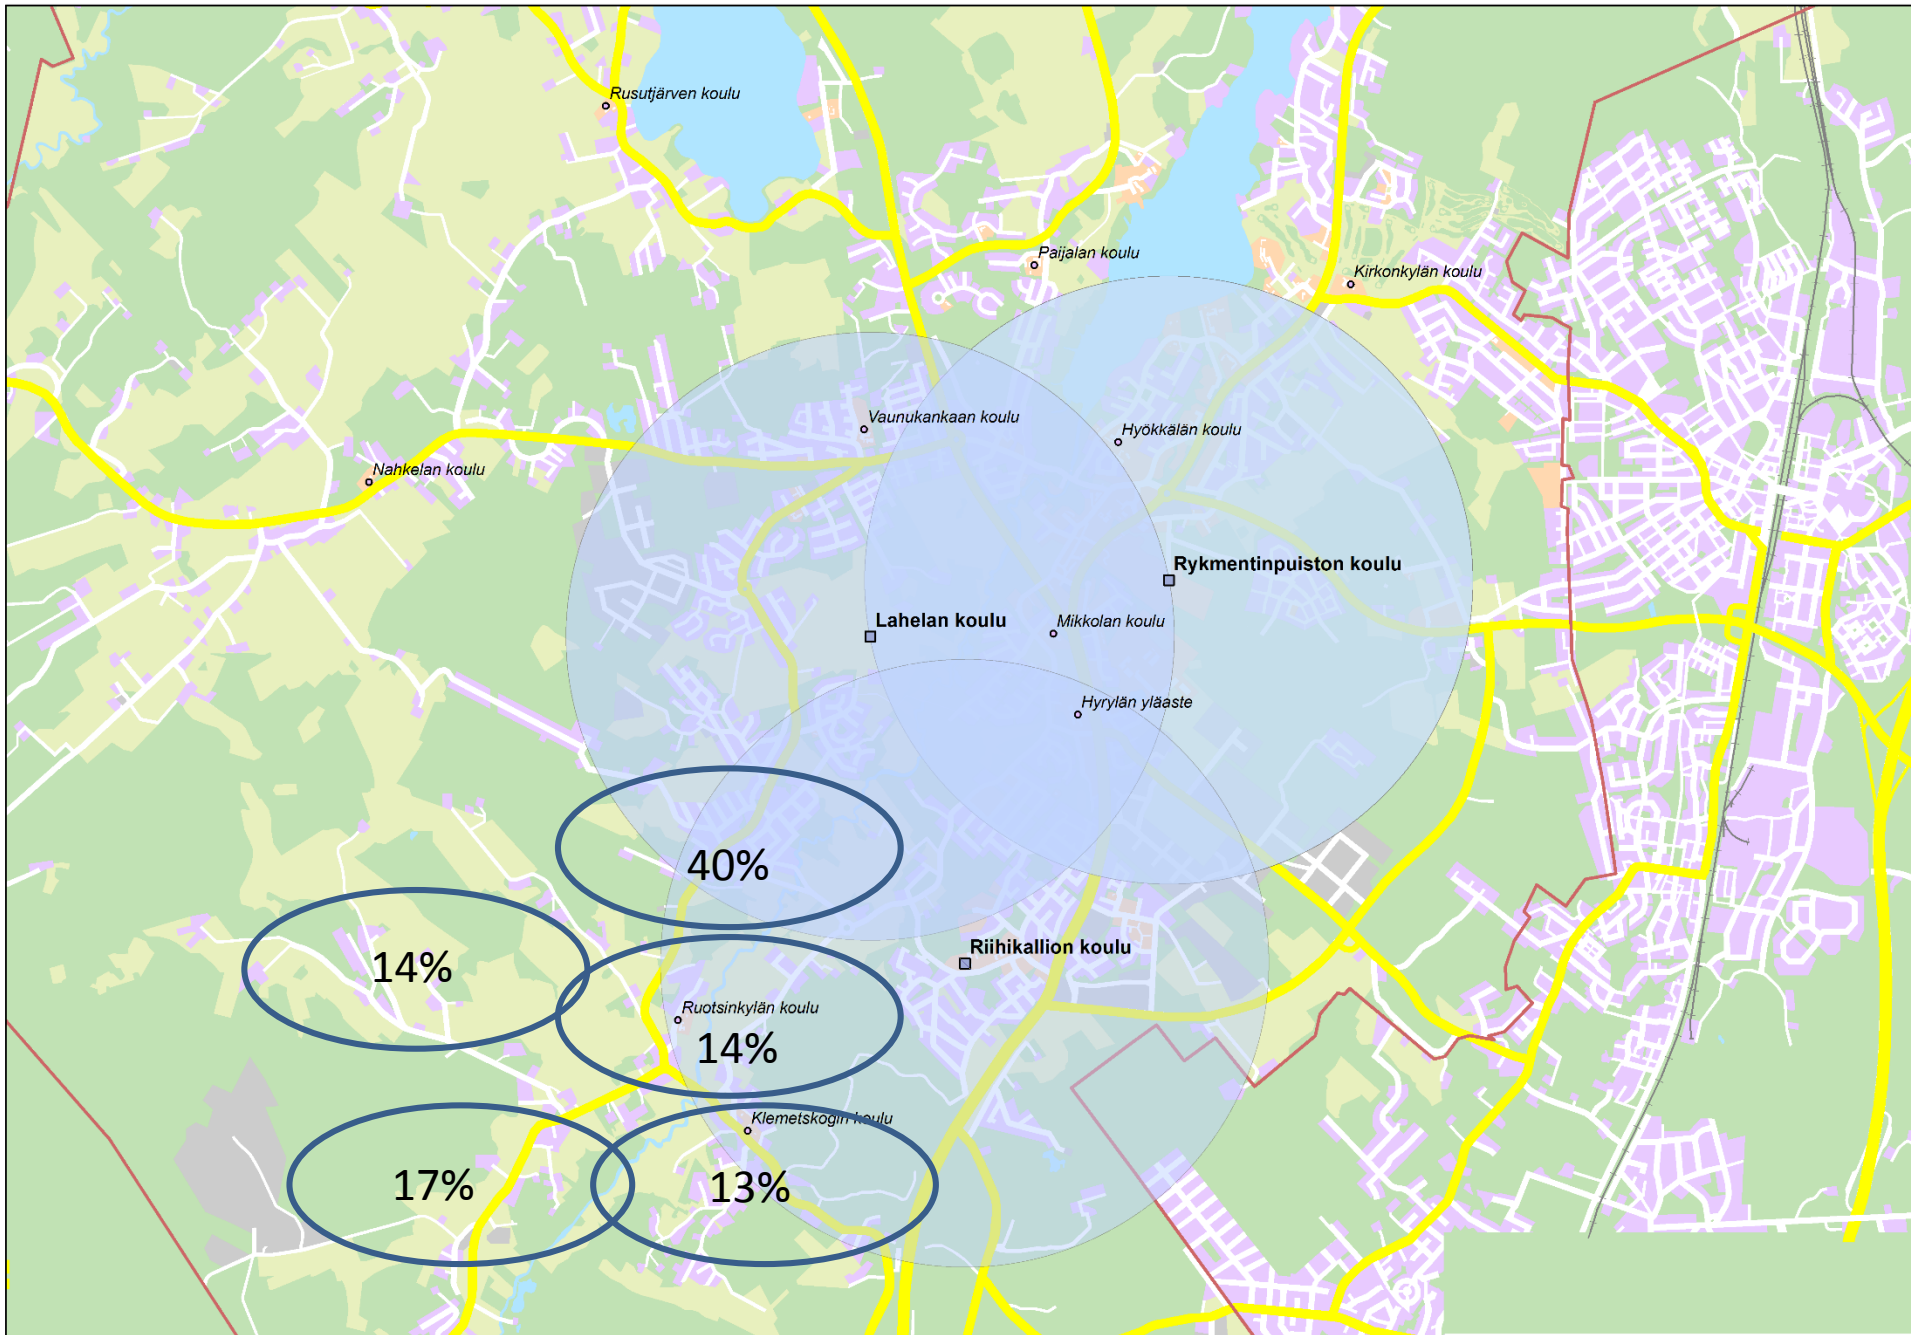 Rusutjärven koulu
Paijalan koulu
Kirkonkylän koulu
Vaunukankaan koulu
Hyökkälän koulu
Nahkelan koulu
Rykmentinpuiston koulu
Lahelan koulu
Mikkolan koulu
Hyrylän yläaste
40%
Riihikallion koulu
14%
Ruotsinkylän koulu
14%
Klemetskogin koulu
17%
13%